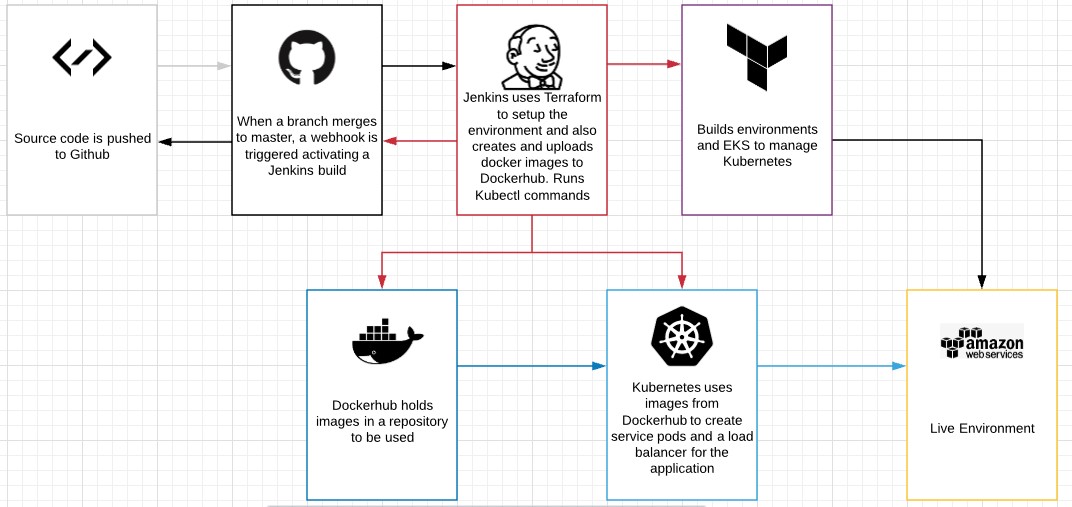 Source code is pushed
to Github
When a branch merges
to master, a webhook is
triggered activating a
Jenkins build
Jenkins uses Terraform
to setup the
environment and also
creates and uploads
docker images to
Dockerhub. Runs
Kubectl commands
Builds environments
and EKS to manage
Kubernetes
Dockerhub holds
images in a repository
to be used
Kubernetes uses
images from
Dockerhub to create
service pods and a load
balancer for the
application
amazon
web services
Live Environment